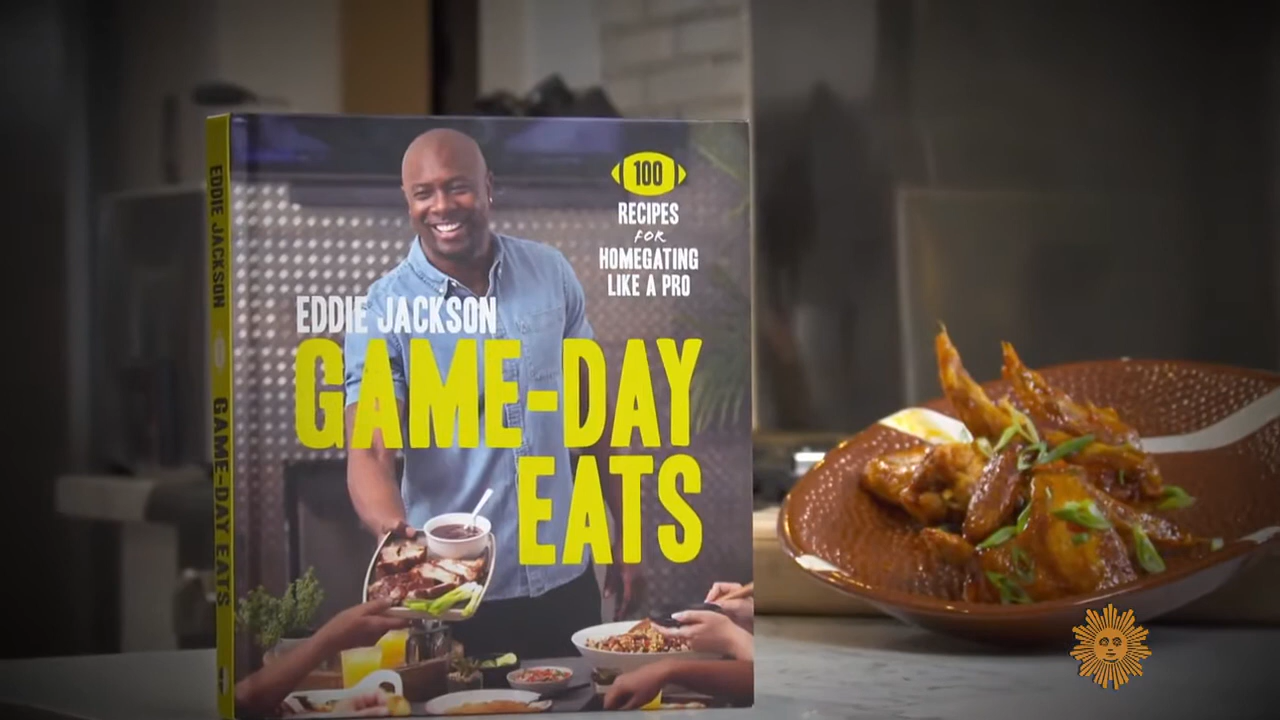 EDDIE JACKSON GAME-DAY EATS
100
RECIPES
FOR
HOMEGATING
LIKE A PRO
EDDIE JACKSON
GAME-DAY
EATS